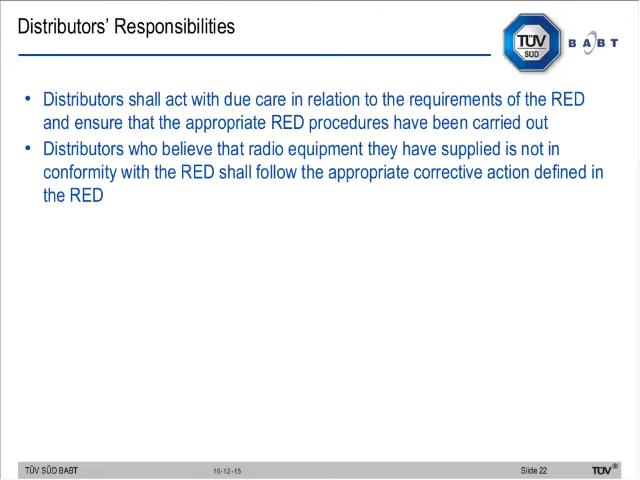 Distributors' Responsibilities
TÜV
SÜD
BABT
• Distributors shall act with due care in relation to the requirements of the RED
and ensure that the appropriate RED procedures have been carried out
• Distributors who believe that radio equipment they have supplied is not in
conformity with the RED shall follow the appropriate corrective action defined in
the RED
TÜV SÜD BABT 10-12-15 Slide 22 TÜV®